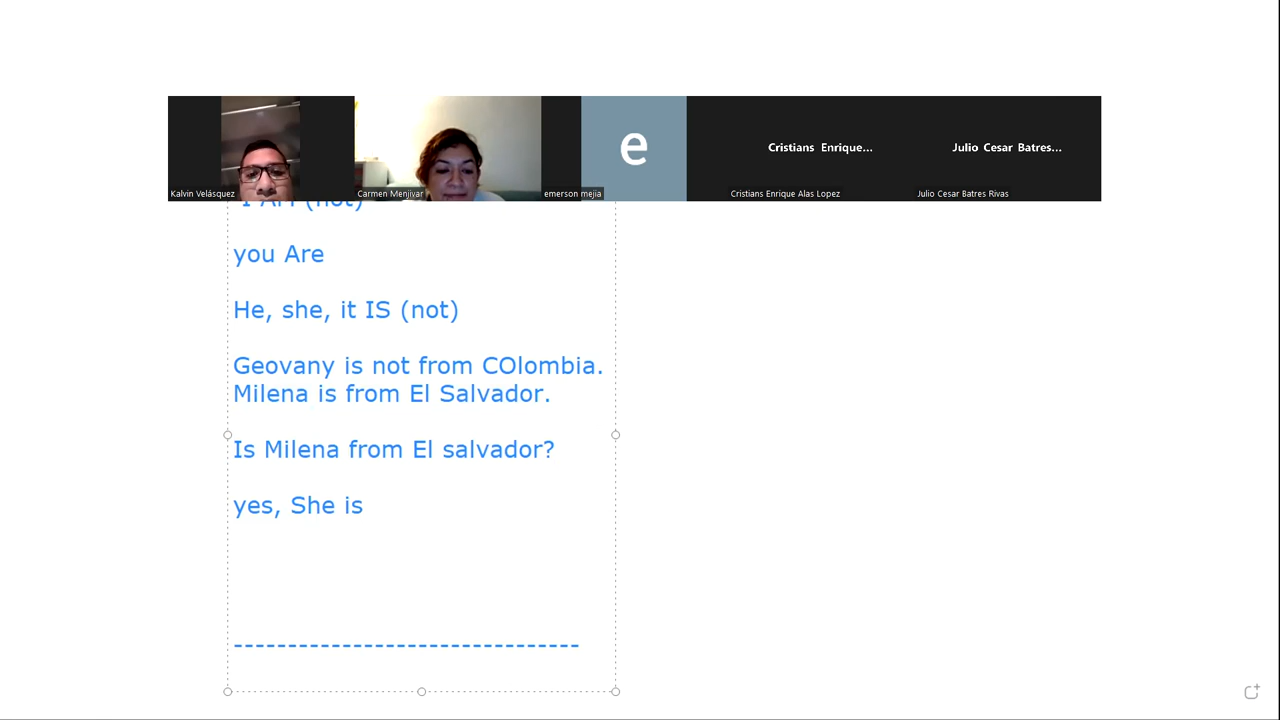 e
Cristians Enrique...
Julio Cesar Batres...
Kalvin Velásquez
Carmen Menjivar
emerson mejia
Cristians Enrique Alas Lopez
Julio Cesar Batres Rivas
I AM (not)
you Are
He, she, it IS (not)
Geovany is not from COlombia.
Milena is from El Salvador.
Is Milena from El salvador?
yes, She is
--------------------------------